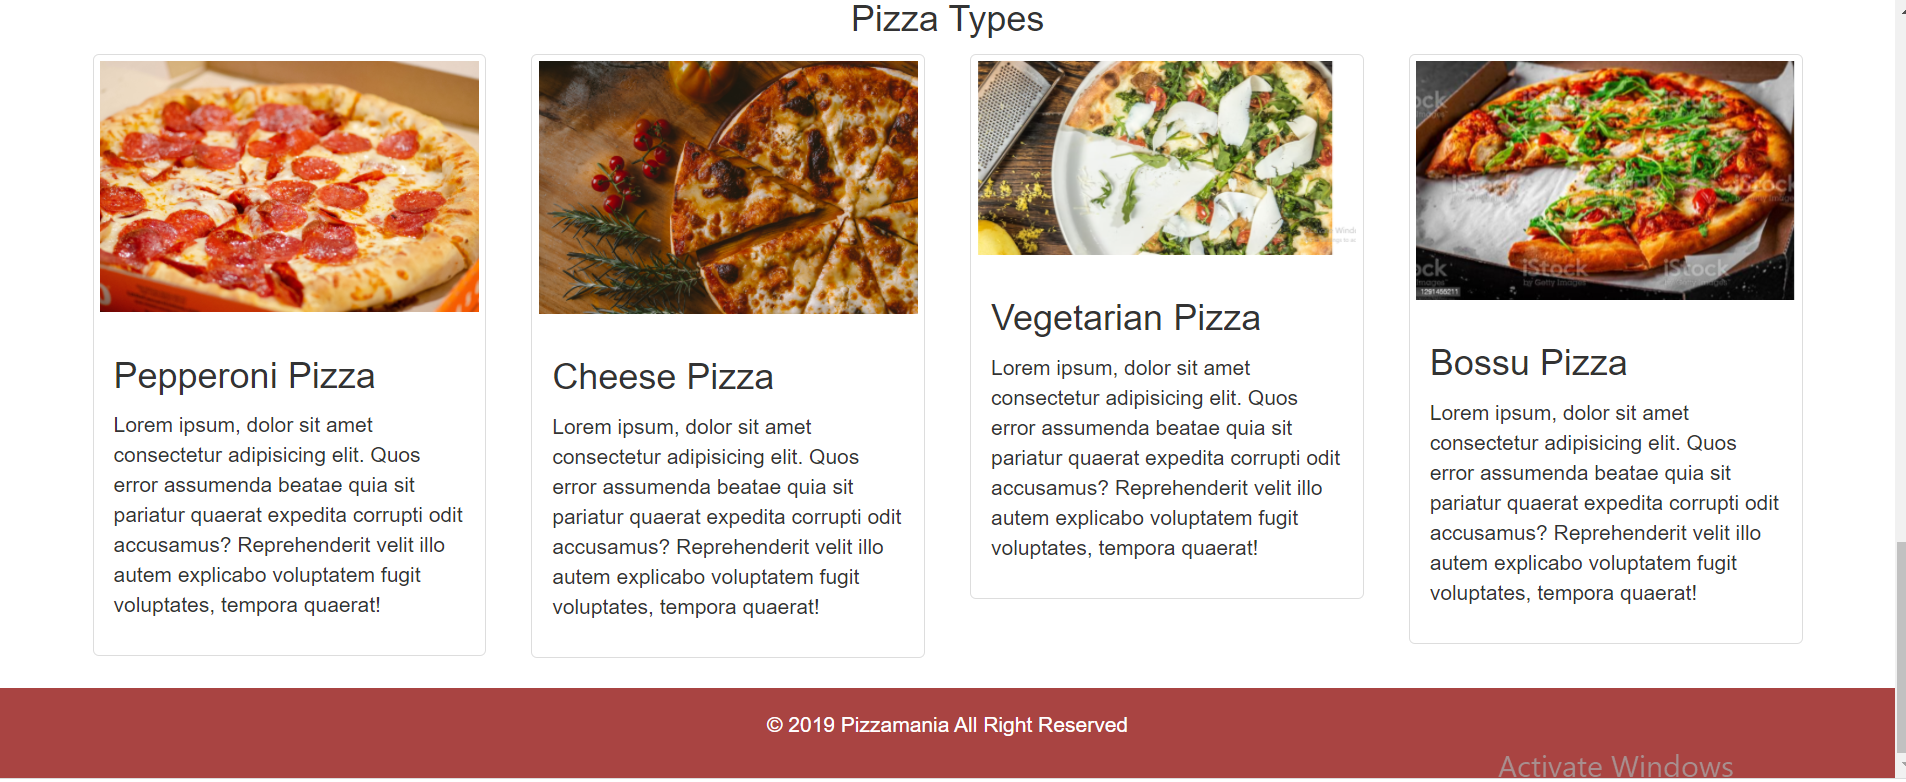 Pizza Types
Pepperoni Pizza
Lorem ipsum, dolor sit amet
consectetur adipisicing elit. Quos
error assumenda beatae quia sit
pariatur quaerat expedita corrupti odit
accusamus? Reprehenderit velit illo
autem explicabo voluptatem fugit
voluptates, tempora quaerat!
Cheese Pizza
Lorem ipsum, dolor sit amet
consectetur adipisicing elit. Quos
error assumenda beatae quia sit
pariatur quaerat expedita corrupti odit
accusamus? Reprehenderit velit illo
autem explicabo voluptatem fugit
voluptates, tempora quaerat!
Vegetarian Pizza
Lorem ipsum, dolor sit amet
consectetur adipisicing elit. Quos
error assumenda beatae quia sit
pariatur quaerat expedita corrupti odit
accusamus? Reprehenderit velit illo
autem explicabo voluptatem fugit
voluptates, tempora quaerat!
iStock
by Getty Images
iStock
1291466211
Bossu Pizza
Lorem ipsum, dolor sit amet
consectetur adipisicing elit. Quos
error assumenda beatae quia sit
pariatur quaerat expedita corrupti odit
accusamus? Reprehenderit velit illo
autem explicabo voluptatem fugit
voluptates, tempora quaerat!
© 2019 Pizzamania All Right Reserved
Activate Windows